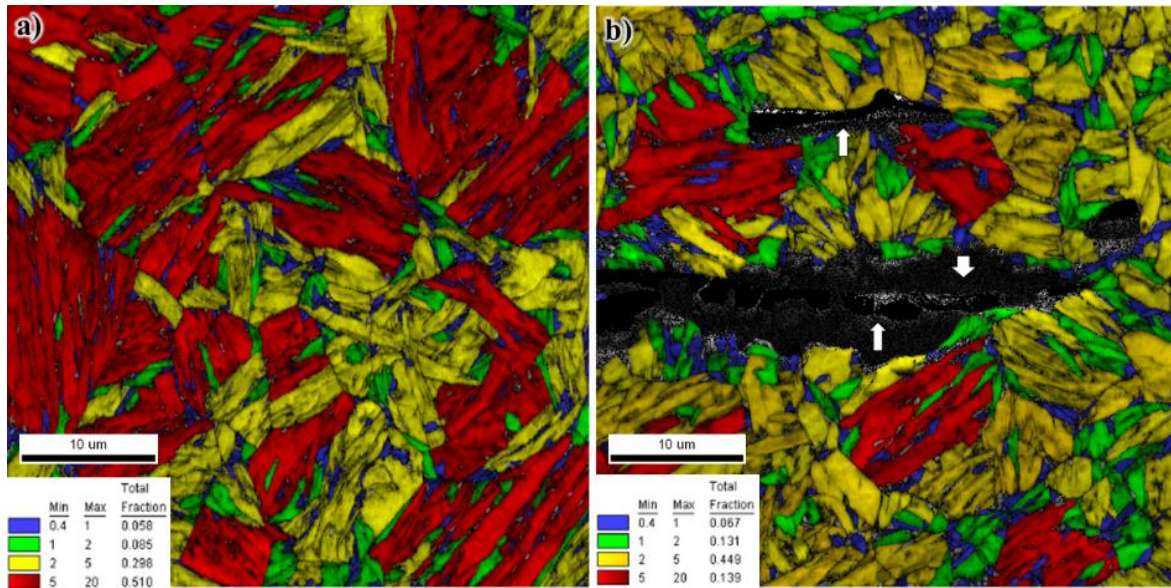 a)
10 um
Total
Min Max Fraction
0.4 1 0.058
1 2 0.085
2 5 0.298
5 20 0.510
b)
10 um
Total
Min Max Fraction
0.4 1 0.067
1 2 0.131
2 5 0.449
5 20 0.139